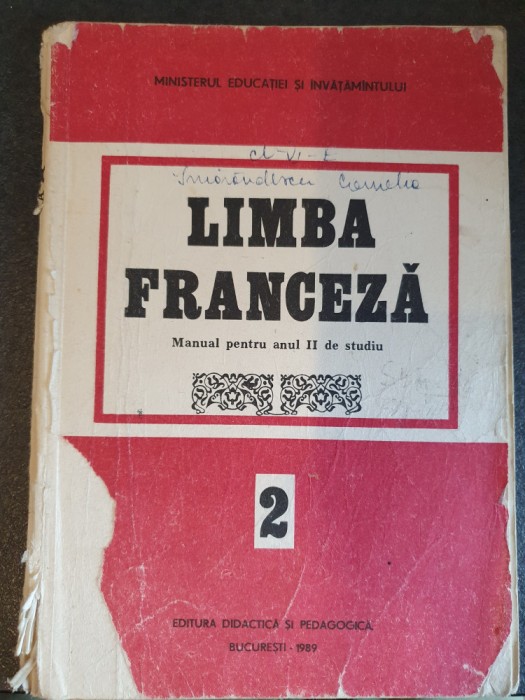 MINISTERUL EDUCAȚIEI ȘI ÎNVĂȚĂMÎNTULUI
cl-VI-E
LIMBA
FRANCEZĂ
Manual pentru anul II de studiu
2
EDITURA DIDACTICĂ ȘI PEDAGOGICĂ
BUCUREȘTI - 1989